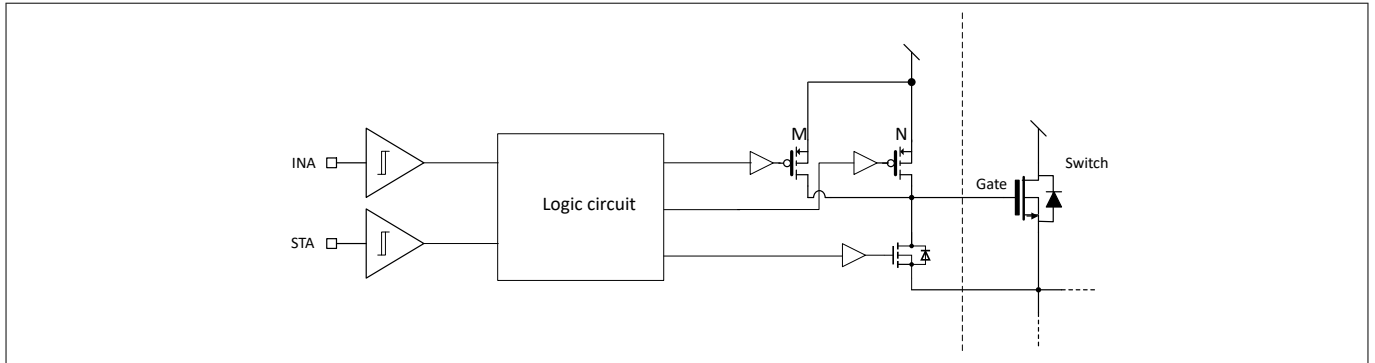 M
N
INA
Switch
Gate
Logic circuit
STA